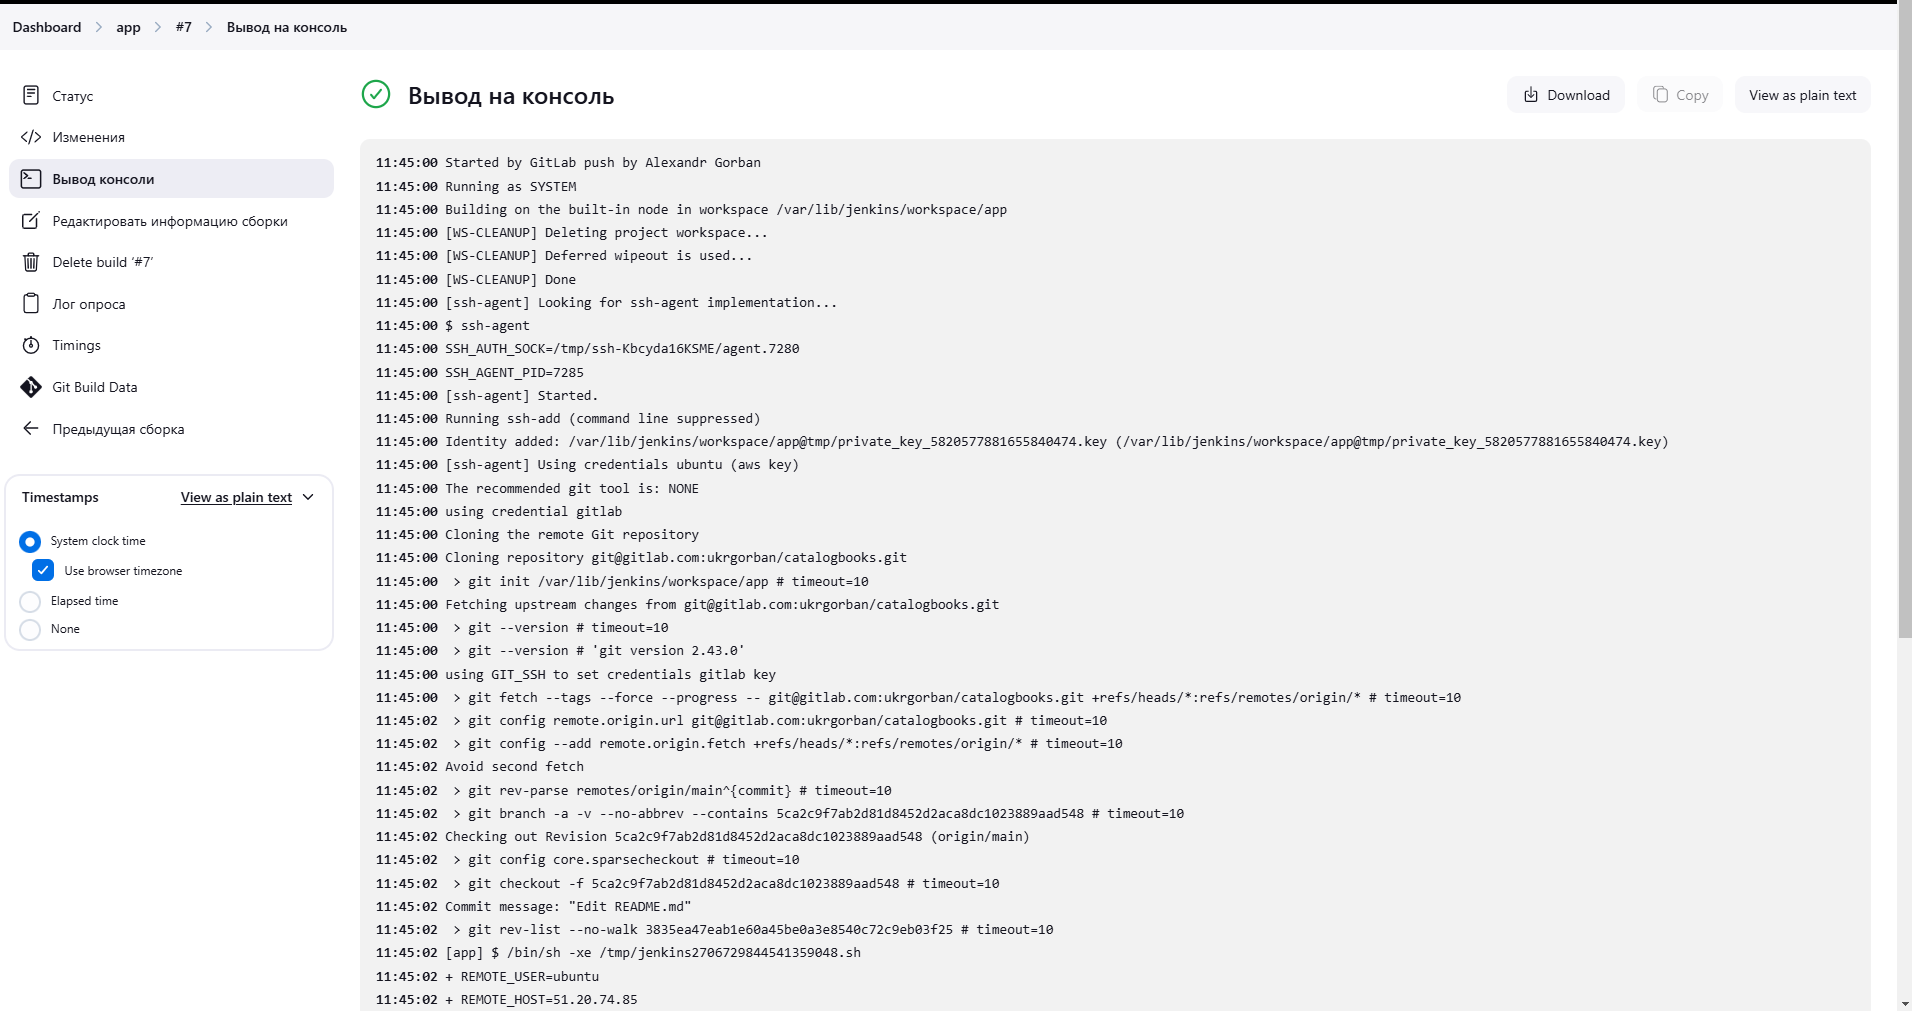 Dashboard > app > #7 > Вывод на консоль
Статус
Изменения
Вывод консоли
Редактировать информацию сборки
Delete build ‘#7’
Лог опроса
Timings
Git Build Data
Предыдущая сборка
Timestamps View as plain text
System clock time
Use browser timezone
Elapsed time
None
Вывод на консоль
Download Copy View as plain text
11:45:00 Started by GitLab push by Alexandr Gorban
11:45:00 Running as SYSTEM
11:45:00 Building on the built-in node in workspace /var/lib/jenkins/workspace/app
11:45:00 [WS-CLEANUP] Deleting project workspace...
11:45:00 [WS-CLEANUP] Deferred wipeout is used...
11:45:00 [WS-CLEANUP] Done
11:45:00 [ssh-agent] Looking for ssh-agent implementation...
11:45:00 $ ssh-agent
11:45:00 SSH_AUTH_SOCK=/tmp/ssh-Kbcyda16KSME/agent.7280
11:45:00 SSH_AGENT_PID=7285
11:45:00 [ssh-agent] Started.
11:45:00 Running ssh-add (command line suppressed)
11:45:00 Identity added: /var/lib/jenkins/workspace/app@tmp/private_key_5820577881655840474.key (/var/lib/jenkins/workspace/app@tmp/private_key_5820577881655840474.key)
11:45:00 [ssh-agent] Using credentials ubuntu (aws key)
11:45:00 The recommended git tool is: NONE
11:45:00 using credential gitlab
11:45:00 Cloning the remote Git repository
11:45:00 Cloning repository git@gitlab.com:ukrgorban/catalogbooks.git
11:45:00 > git init /var/lib/jenkins/workspace/app # timeout=10
11:45:00 Fetching upstream changes from git@gitlab.com:ukrgorban/catalogbooks.git
11:45:00 > git --version # timeout=10
11:45:00 > git --version # 'git version 2.43.0'
11:45:00 using GIT_SSH to set credentials gitlab key
11:45:00 > git fetch --tags --force --progress -- git@gitlab.com:ukrgorban/catalogbooks.git +refs/heads/*:refs/remotes/origin/* # timeout=10
11:45:02 > git config remote.origin.url git@gitlab.com:ukrgorban/catalogbooks.git # timeout=10
11:45:02 > git config --add remote.origin.fetch +refs/heads/*:refs/remotes/origin/* # timeout=10
11:45:02 Avoid second fetch
11:45:02 > git rev-parse remotes/origin/main^{commit} # timeout=10
11:45:02 > git branch -a -v --no-abbrev --contains 5ca2c9f7ab2d81d8452d2aca8dc1023889aad548 # timeout=10
11:45:02 Checking out Revision 5ca2c9f7ab2d81d8452d2aca8dc1023889aad548 (origin/main)
11:45:02 > git config core.sparsecheckout # timeout=10
11:45:02 > git checkout -f 5ca2c9f7ab2d81d8452d2aca8dc1023889aad548 # timeout=10
11:45:02 Commit message: "Edit README.md"
11:45:02 > git rev-list --no-walk 3835ea47eab1e60a45be0a3e8540c72c9eb03f25 # timeout=10
11:45:02 [app] $ /bin/sh -xe /tmp/jenkins2706729844541359048.sh
11:45:02 + REMOTE_USER=ubuntu
11:45:02 + REMOTE_HOST=51.20.74.85